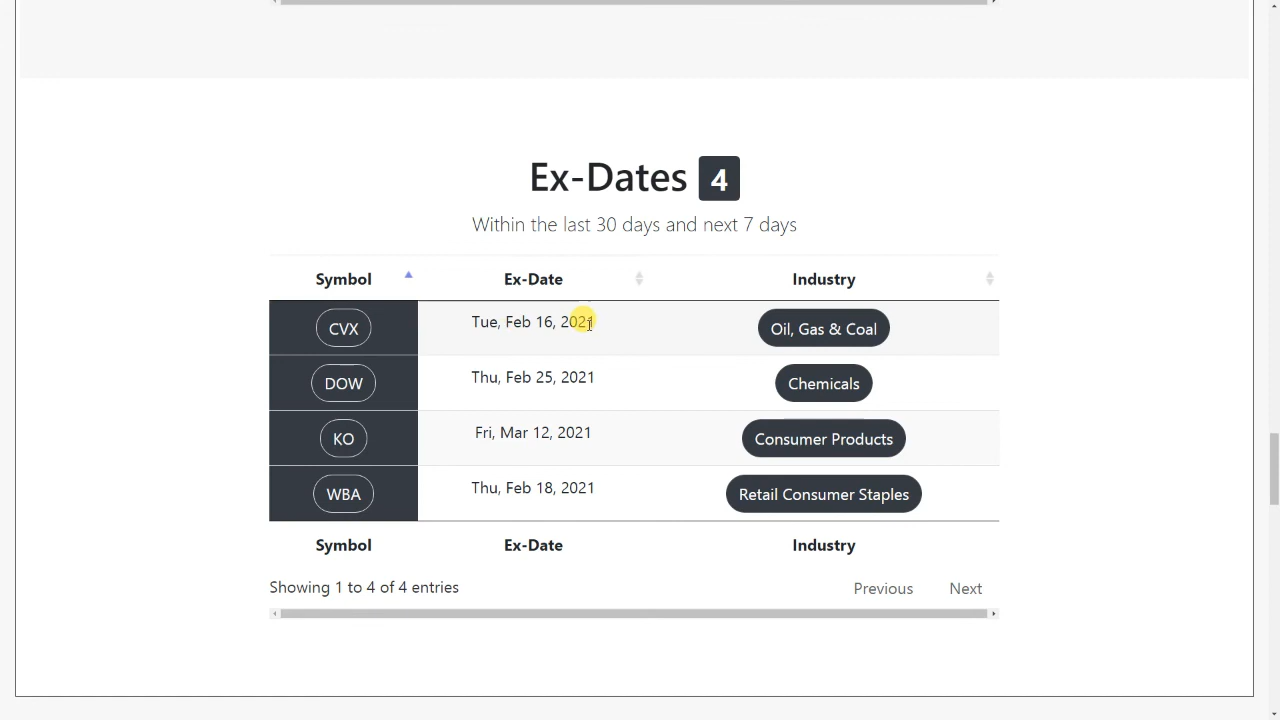 Ex-Dates 4
Within the last 30 days and next 7 days
Symbol Ex-Date Industry
CVX Tue, Feb 16, 2021 Oil, Gas & Coal
DOW Thu, Feb 25, 2021 Chemicals
KO Fri, Mar 12, 2021 Consumer Products
WBA Thu, Feb 18, 2021 Retail Consumer Staples
Symbol Ex-Date Industry
Showing 1 to 4 of 4 entries Previous Next